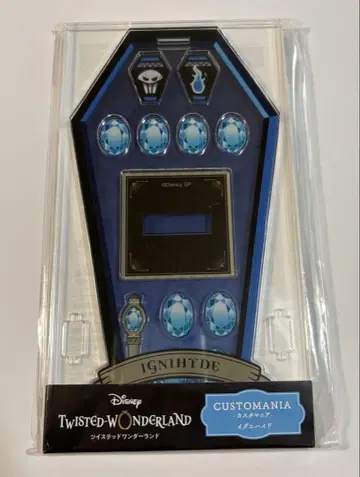 ©Disney SP
IGNIHYDE
Disney
TWISTED-WONDERLAND
ツイステッドワンダーランド
CUSTOMANIA
カスタマニア
イグニハイド